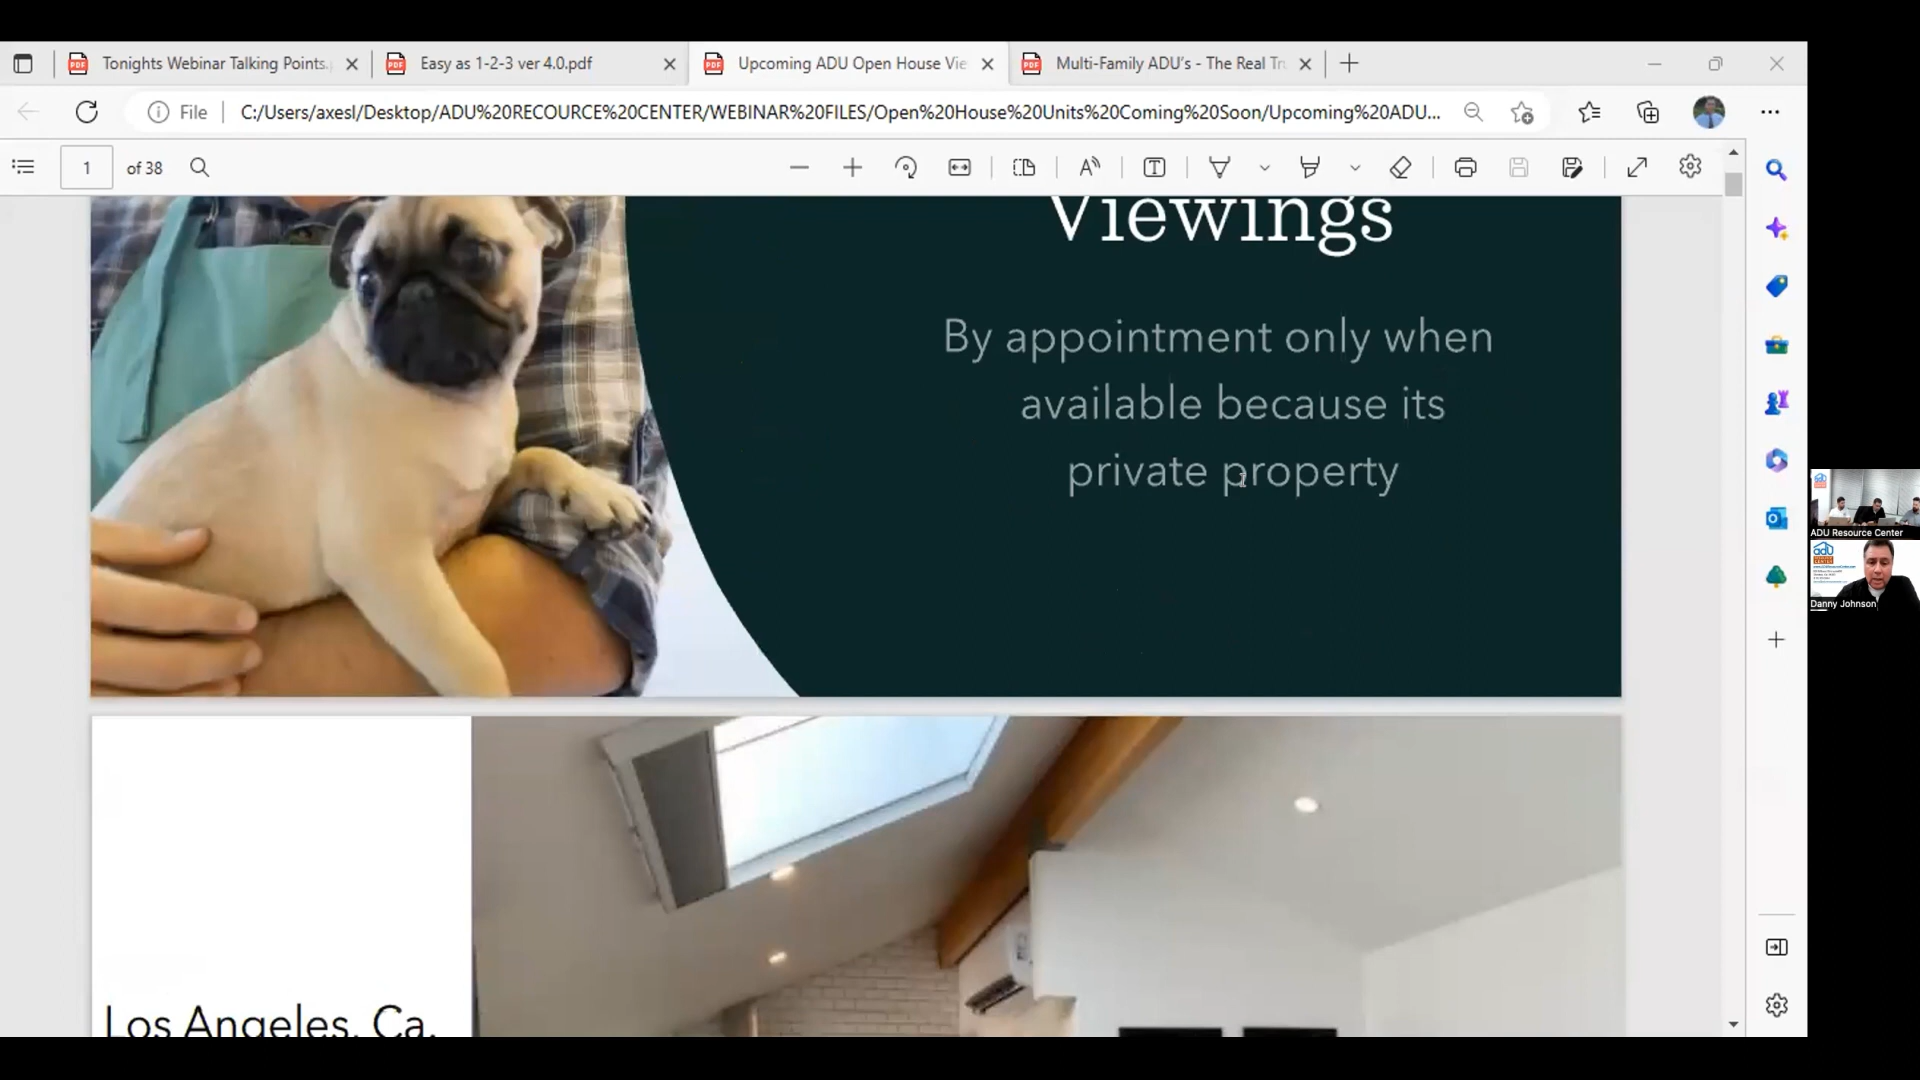 Tonights Webinar Talking Points.
Easy as 1-2-3 ver 4.0.pdf
Upcoming ADU Open House Vie
Multi-Family ADU's - The Real Tr
File
C:/Users/axesl/Desktop/ADU%20RECOURCE%20CENTER/WEBINAR%20FILES/Open%20House%20Units%20Coming%20Soon/Upcoming%20ADU...
1 of 38
Viewings
By appointment only when
available because its
private property
Los Angeles, Ca.
ADU Resource Center
adu
Danny Johnson